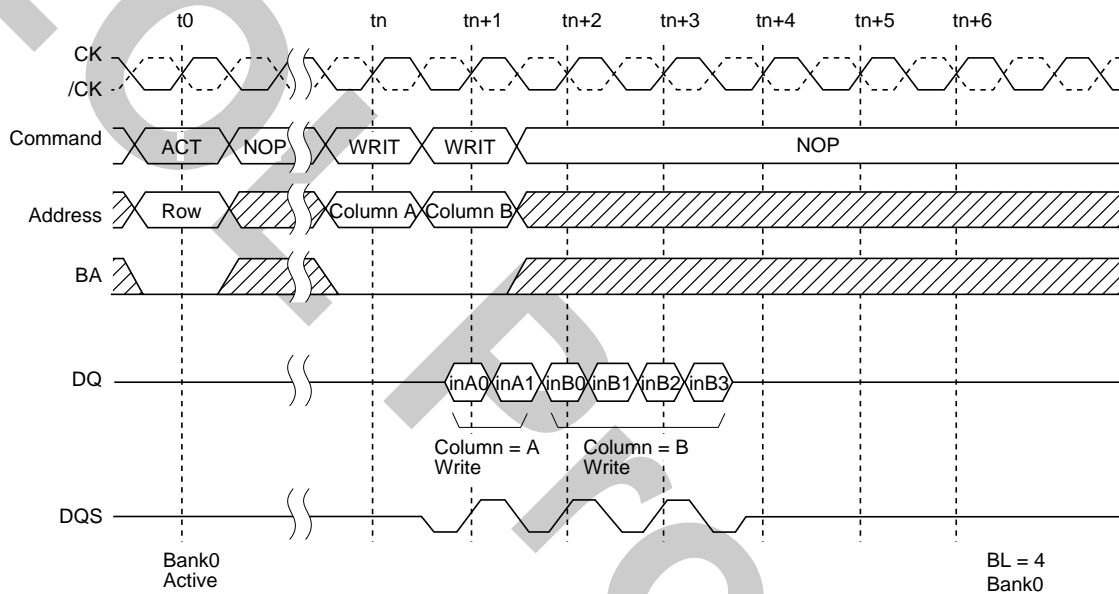 t0 tn tn+1 tn+2 tn+3 tn+4 tn+5 tn+6
CK
/CK
Command ACT NOP WRIT WRIT NOP
Address Row Column A Column B
BA
DQ inA0 inA1 inB0 inB1 inB2 inB3
Column = A Column = B
Write Write
DQS
Bank0 BL = 4
Active Bank0